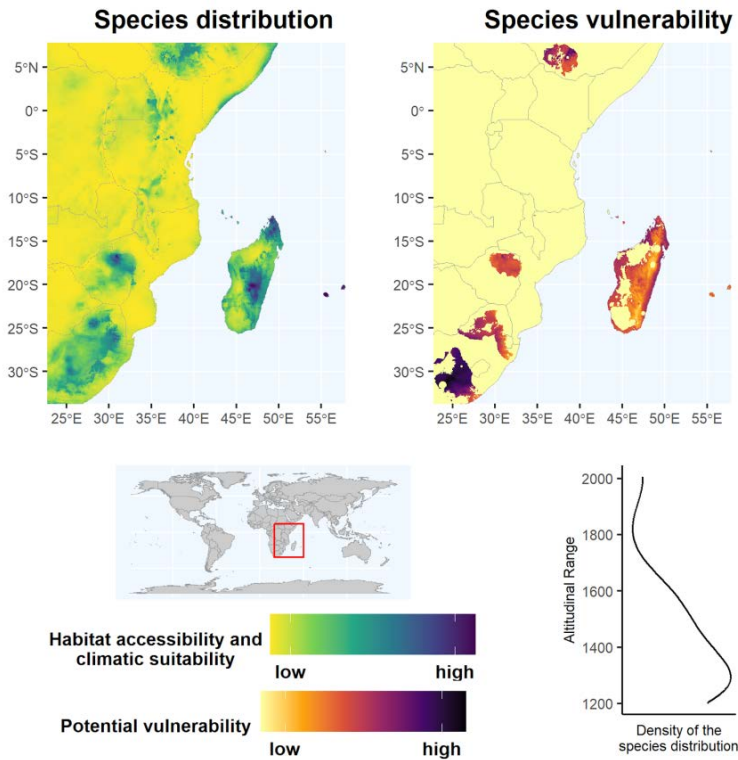 Species distribution
Species vulnerability
5°N
0°
5°S
10°S
15°S
20°S
25°S
30°S
25°E 30°E 35°E 40°E 45°E 50°E 55°E
5°N
0°
5°S
10°S
15°S
20°S
25°S
30°S
25°E 30°E 35°E 40°E 45°E 50°E 55°E
Habitat accessibility and
climatic suitability
low high
Potential vulnerability
low high
Altitudinal Range
2000
1800
1600
1400
1200
Density of the
species distribution